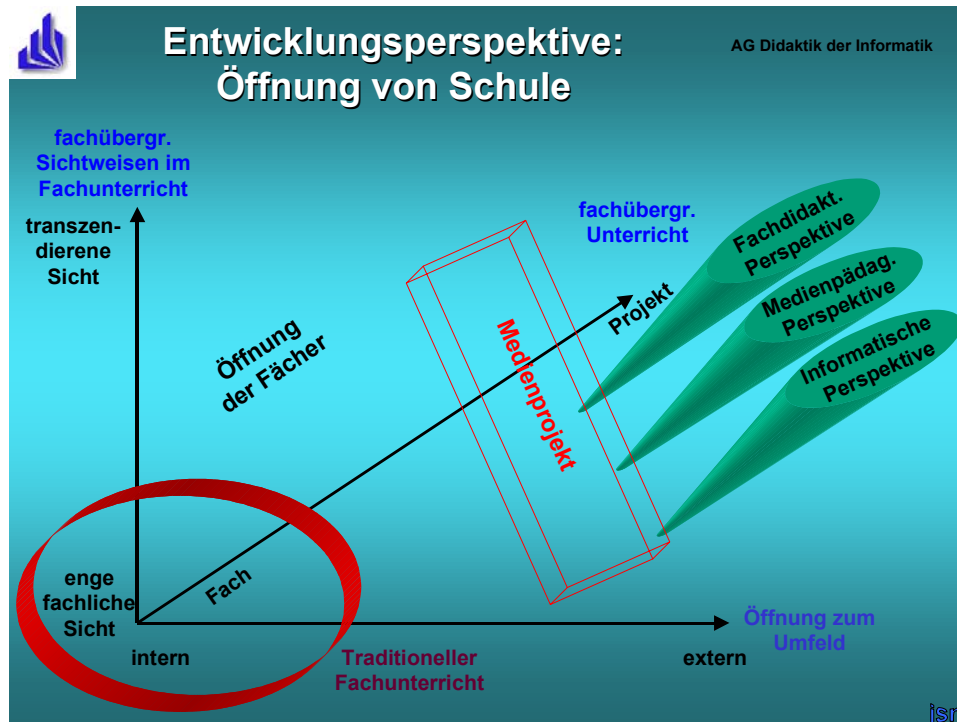 Entwicklungsperspektive:
Öffnung von Schule
AG Didaktik der Informatik
fachübergr.
Sichtweisen im
Fachunterricht
transzen-
dierene
Sicht
fachübergr.
Unterricht
Fachdidakt.
Perspektive
Medienpädag.
Perspektive
Informatische
Perspektive
Projekt
Öffnung
der Fächer
Medienprojekt
enge
fachliche
Sicht
Fach
intern
Traditioneller
Fachunterricht
extern
Öffnung zum
Umfeld